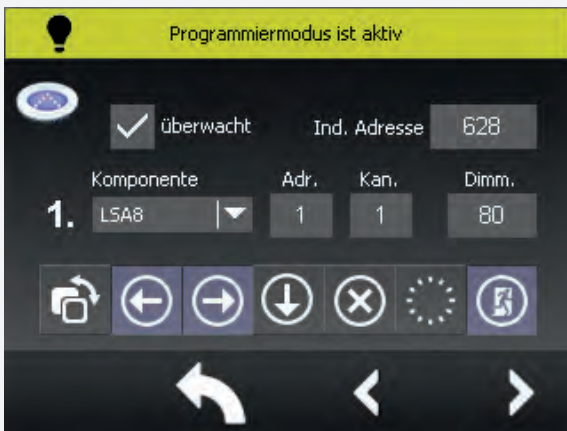 Programmiermodus ist aktiv
überwacht Ind. Adresse 628
Komponente Adr. Kan. Dimm.
1. LSA8 1 1 80